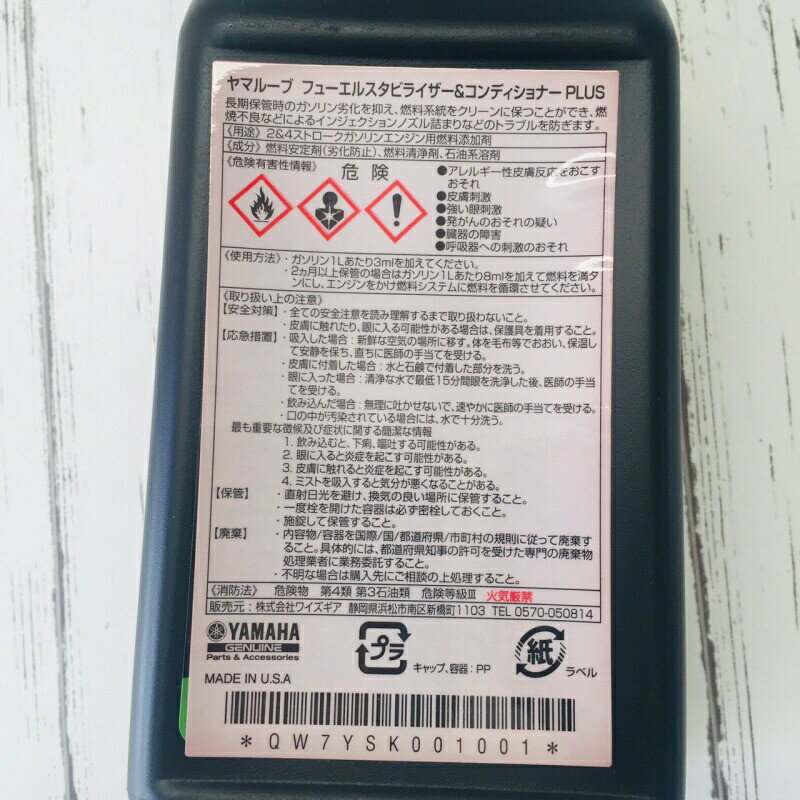 ヤマルーブ フューエルスタビライザー&コンディショナー PLUS
長期保管時のガソリン劣化を抑え、燃料系統をクリーンに保つことができ、燃
焼不良などによるインジェクションノズル詰まりなどのトラブルを防ぎます。
《用途》2&4ストロークガソリンエンジン用燃料添加剤
《成分》燃料安定剤(劣化防止)、燃料清浄剤、石油系溶剤
《危険有害性情報》 危険
●アレルギー性皮膚反応をおこす
おそれ
●皮膚刺激
●強い眼刺激
●発がんのおそれの疑い
●臓器の障害
●呼吸器への刺激のおそれ
《使用方法》・ガソリン1Lあたり3mlを加えてください。
・2ヵ月以上保管の場合はガソリン1Lあたり8mlを加えて燃料を満タ
ンにし、エンジンをかけ燃料システムに燃料を循環させてください。
《取り扱い上の注意》
【安全対策】・全ての安全注意を読み理解するまで取り扱わないこと。
・皮膚に触れたり、眼に入る可能性がある場合は、保護具を着用すること。
【応急措置】・吸入した場合:新鮮な空気の場所に移す。体を毛布等でおおい、保温し
て安静を保ち、直ちに医師の手当てを受ける。
・皮膚に付着した場合:水と石鹸で付着した部分を洗う。
・眼に入った場合:清浄な水で最低15分間眼を洗浄した後、医師の手当
てを受ける。
・飲み込んだ場合:無理に吐かせないで、速やかに医師の手当てを受ける。
・口の中が汚染されている場合には、水で十分洗う。
最も重要な徴候及び症状に関する簡潔な情報
1. 飲み込むと、下痢、嘔吐する可能性がある。
2. 眼に入ると炎症を起こす可能性がある。
3. 皮膚に触れると炎症を起こす可能性がある。
4. ミストを吸入すると気分が悪くなることがある。
【保管】・直射日光を避け、換気の良い場所に保管すること。
・一度栓を開けた容器は必ず密栓しておくこと。
・施錠して保管すること。
【廃棄】・内容物/容器を国際/国/都道府県/市町村の規則に従って廃棄す
ること。具体的には、都道府県知事の許可を受けた専門の廃棄物
処理業者に業務委託すること。
・不明な場合は購入先にご相談の上処理すること。
《消防法》 危険物 第4類 第3石油類 危険等級Ⅲ 火気厳禁
販売元:株式会社ワイズギア 静岡県浜松市南区新橋町1103 TEL 0570-050814
YAMAHA
GENUINE
Parts & Accessories
プラ
キャップ、容器:PP
紙
ラベル
MADE IN U.S.A
*QW7YSK001001*